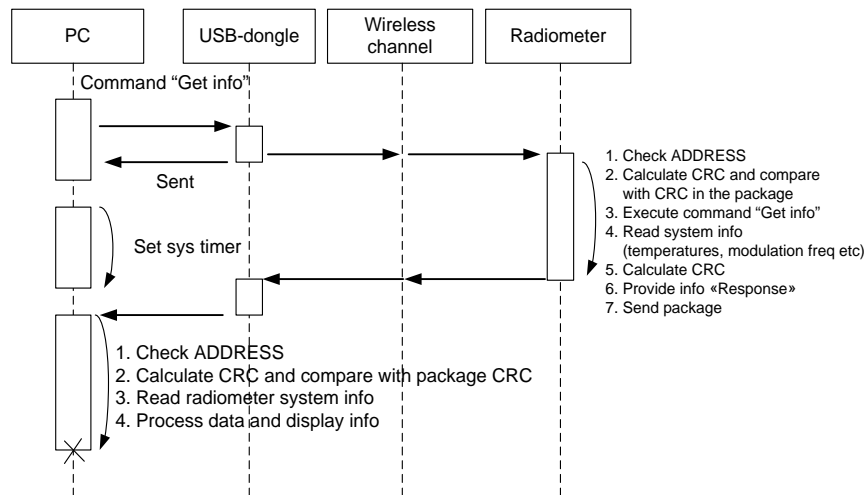 PC
USB-dongle
Wireless
channel
Radiometer
Command “Get info”
Sent
1. Check ADDRESS
2. Calculate CRC and compare
with CRC in the package
3. Execute command “Get info”
4. Read system info
(temperatures, modulation freq etc)
5. Calculate CRC
6. Provide info «Response»
7. Send package
Set sys timer
1. Check ADDRESS
2. Calculate CRC and compare with package CRC
3. Read radiometer system info
4. Process data and display info